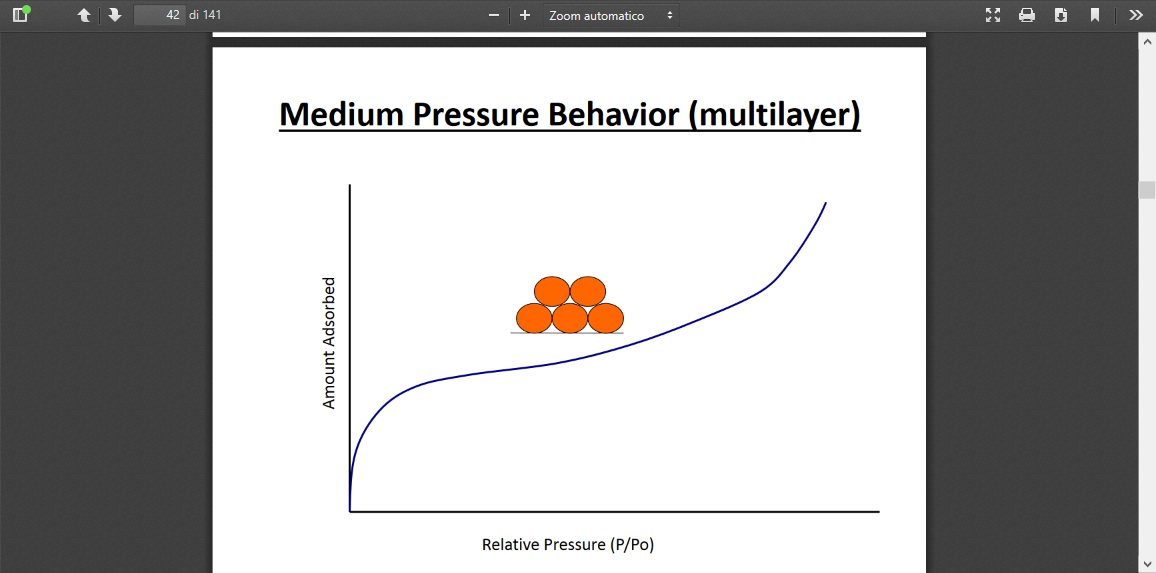 42 di 141
Zoom automatico
Medium Pressure Behavior (multilayer)
Amount Adsorbed
Relative Pressure (P/Po)